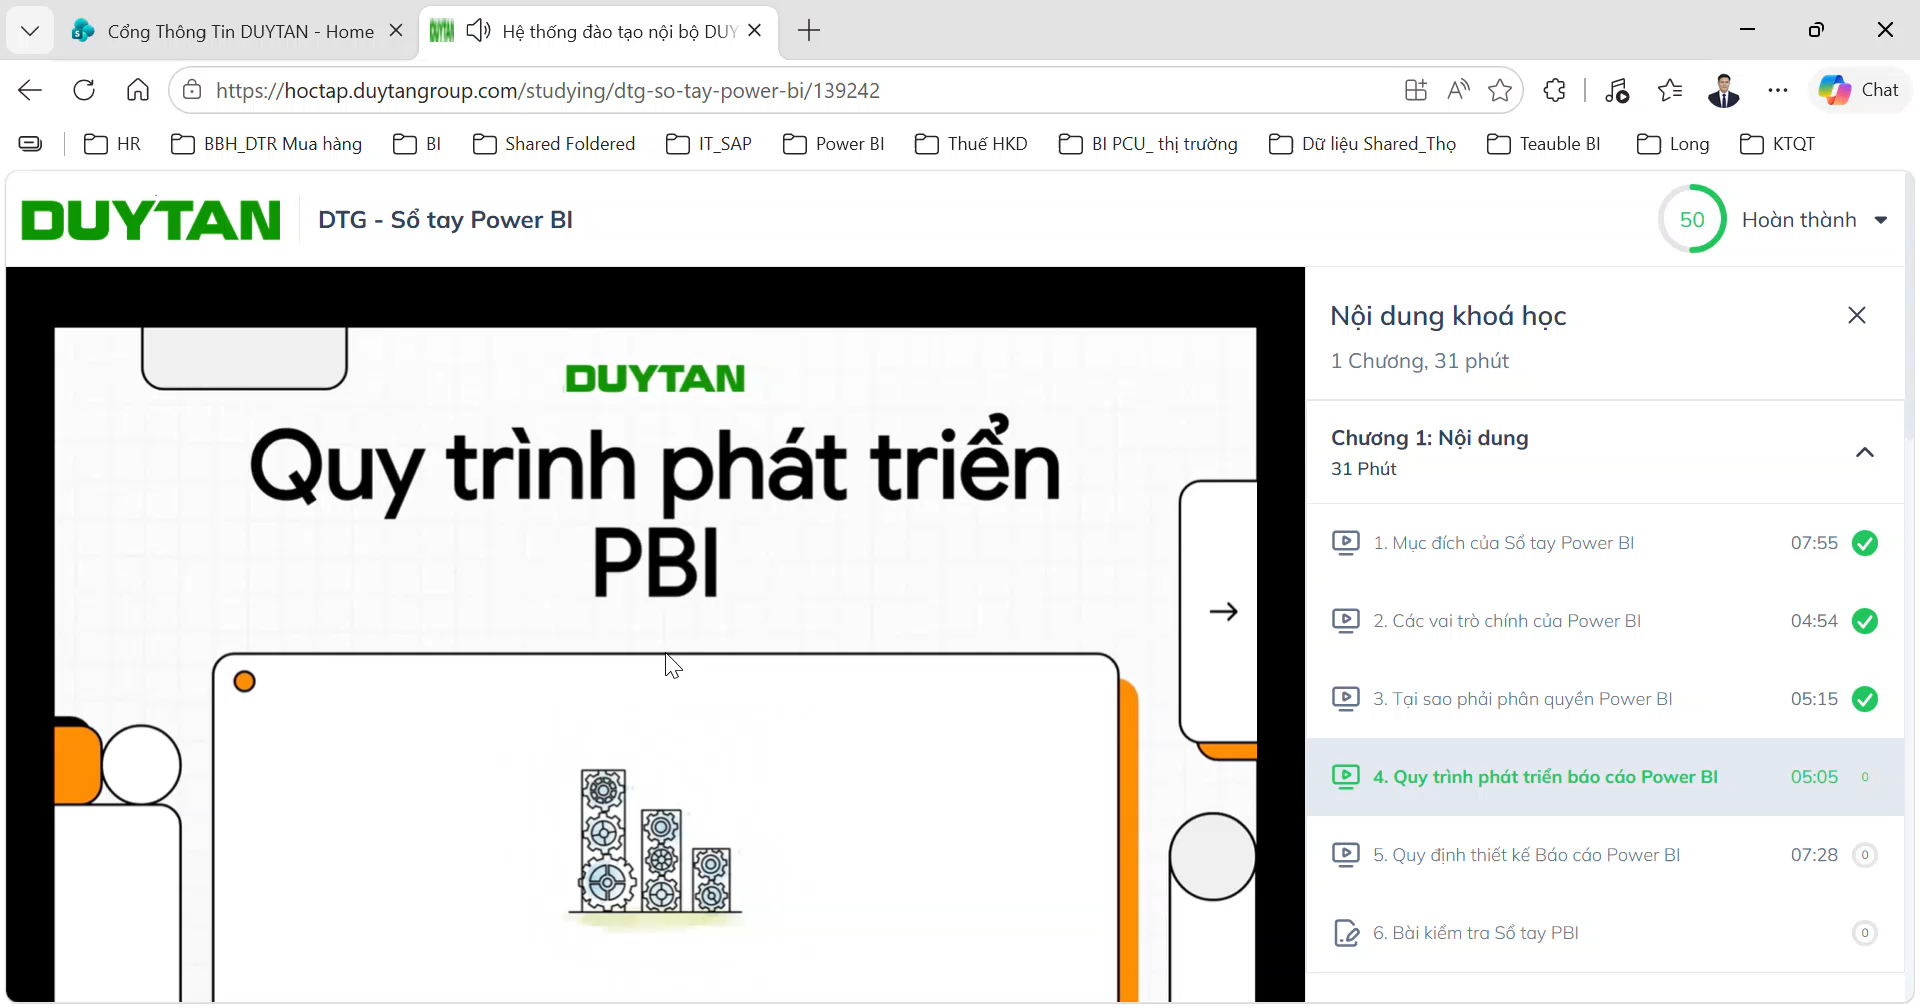 Cổng Thông Tin DUYTAN - Home
Hệ thống đào tạo nội bộ DUY
https://hoctap.duytangroup.com/studying/dtg-so-tay-power-bi/139242
Chat
HR
BBH_DTR Mua hàng
BI
Shared Foldered
IT_SAP
Power BI
Thuế HKD
BI PCU_ thị trường
Dữ liệu Shared_Thọ
Teauble BI
Long
KTQT
DUYTAN
DTG - Sổ tay Power BI
50
Hoàn thành
DUYTAN
Quy trình phát triển
PBI
Nội dung khoá học
1 Chương, 31 phút
Chương 1: Nội dung
31 Phút
1. Mục đích của Sổ tay Power BI 07:55
2. Các vai trò chính của Power BI 04:54
3. Tại sao phải phân quyền Power BI 05:15
4. Quy trình phát triển báo cáo Power BI 05:05 0
5. Quy định thiết kế Báo cáo Power BI 07:28 0
6. Bài kiểm tra Sổ tay PBI 0